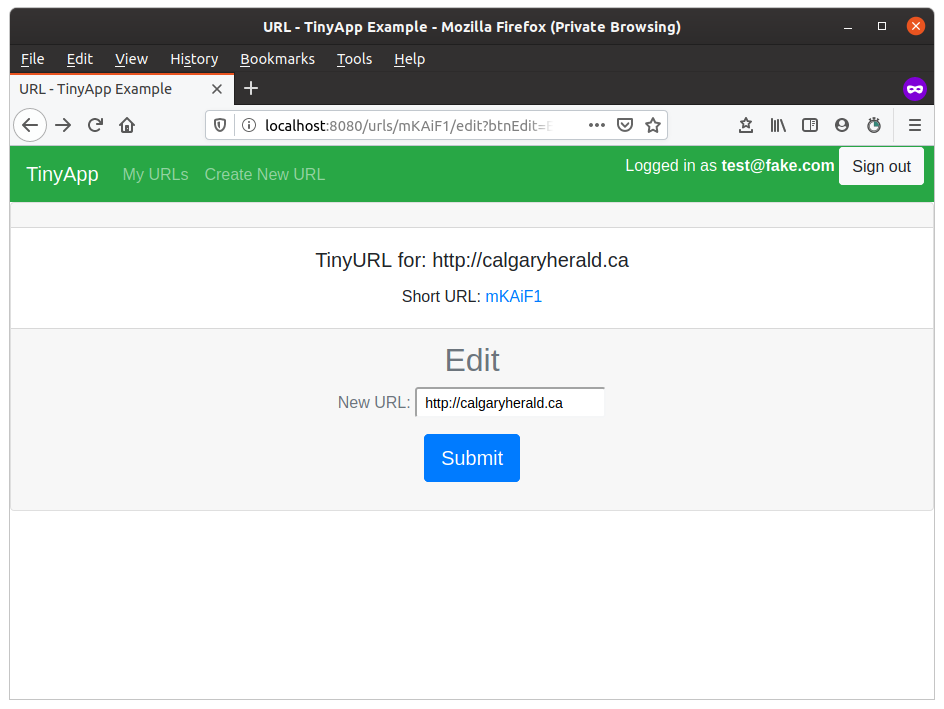 URL - TinyApp Example - Mozilla Firefox (Private Browsing)
File Edit View History Bookmarks Tools Help
URL - TinyApp Example
localhost:8080/urls/mKAiF1/edit?btnEdit=
TinyApp My URLs Create New URL Logged in as test@fake.com Sign out
TinyURL for: http://calgaryherald.ca
Short URL: mKAiF1
Edit
New URL: http://calgaryherald.ca
Submit